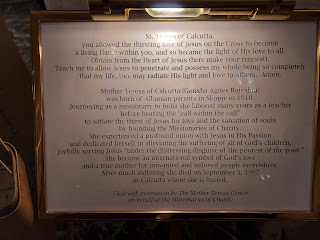 St. Teresa of Calcutta,
you allowed the thirsting love of Jesus on the Cross to become
a living flame within you, and so became the light of His love to all.
Obtain from the Heart of Jesus (here make your request).
Teach me to allow Jesus to penetrate and possess my whole being so completely
that my life, too, may radiate His light and love to others. Amen.
Mother Teresa of Calcutta (Gonxha Agnes Bojaxhiu)
was born of Albanian parents in Skopje in 1910.
Journeying as a missionary to India she labored many years as a teacher
before hearing the "call within the call"
to satiate the thirst of Jesus for love and the salvation of souls
by founding the Missionaries of Charity.
She experienced a profound union with Jesus in His Passion
and dedicated herself to alleviating the suffering of all of God's children,
joyfully serving Jesus "under the distressing disguise of the poorest of the poor."
She became an international symbol of God's love
and a true mother for unwanted and unloved people everywhere.
After much suffering she died on September 5, 1997
in Calcutta where she is buried.
Used with permission by The Mother Teresa Center
on behalf of the Missionaries of Charity